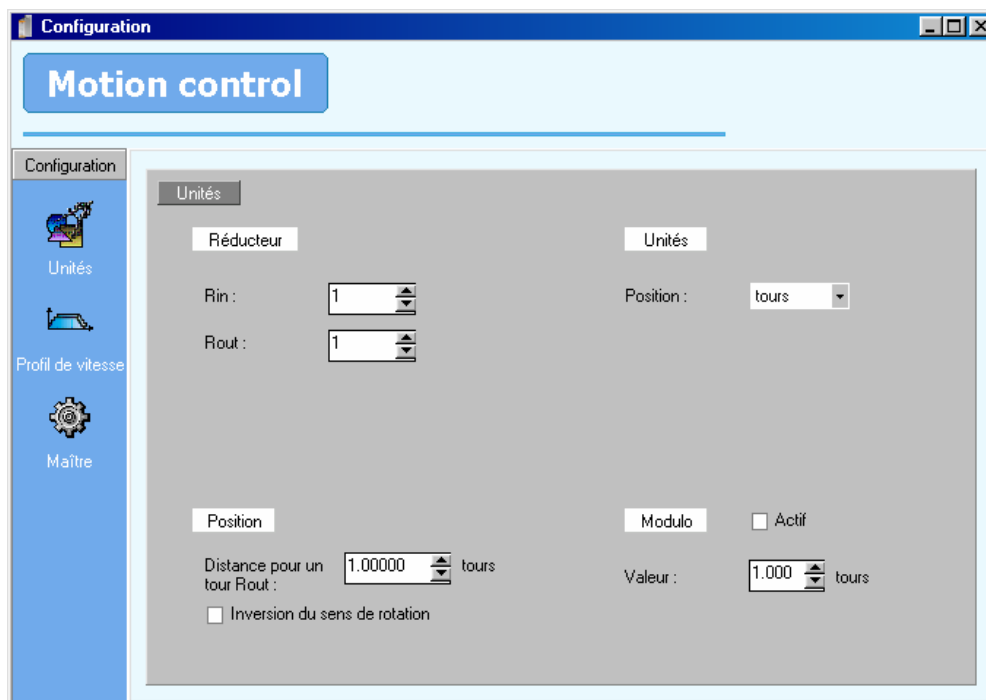 Configuration
Motion control
Configuration
Unités
Profil de vitesse
Maître
Unités
Réducteur
Rin : 1
Rout : 1
Unités
Position : tours
Position
Distance pour un tour Rout : 1.00000 tours
Inversion du sens de rotation
Modulo Actif
Valeur : 1.000 tours